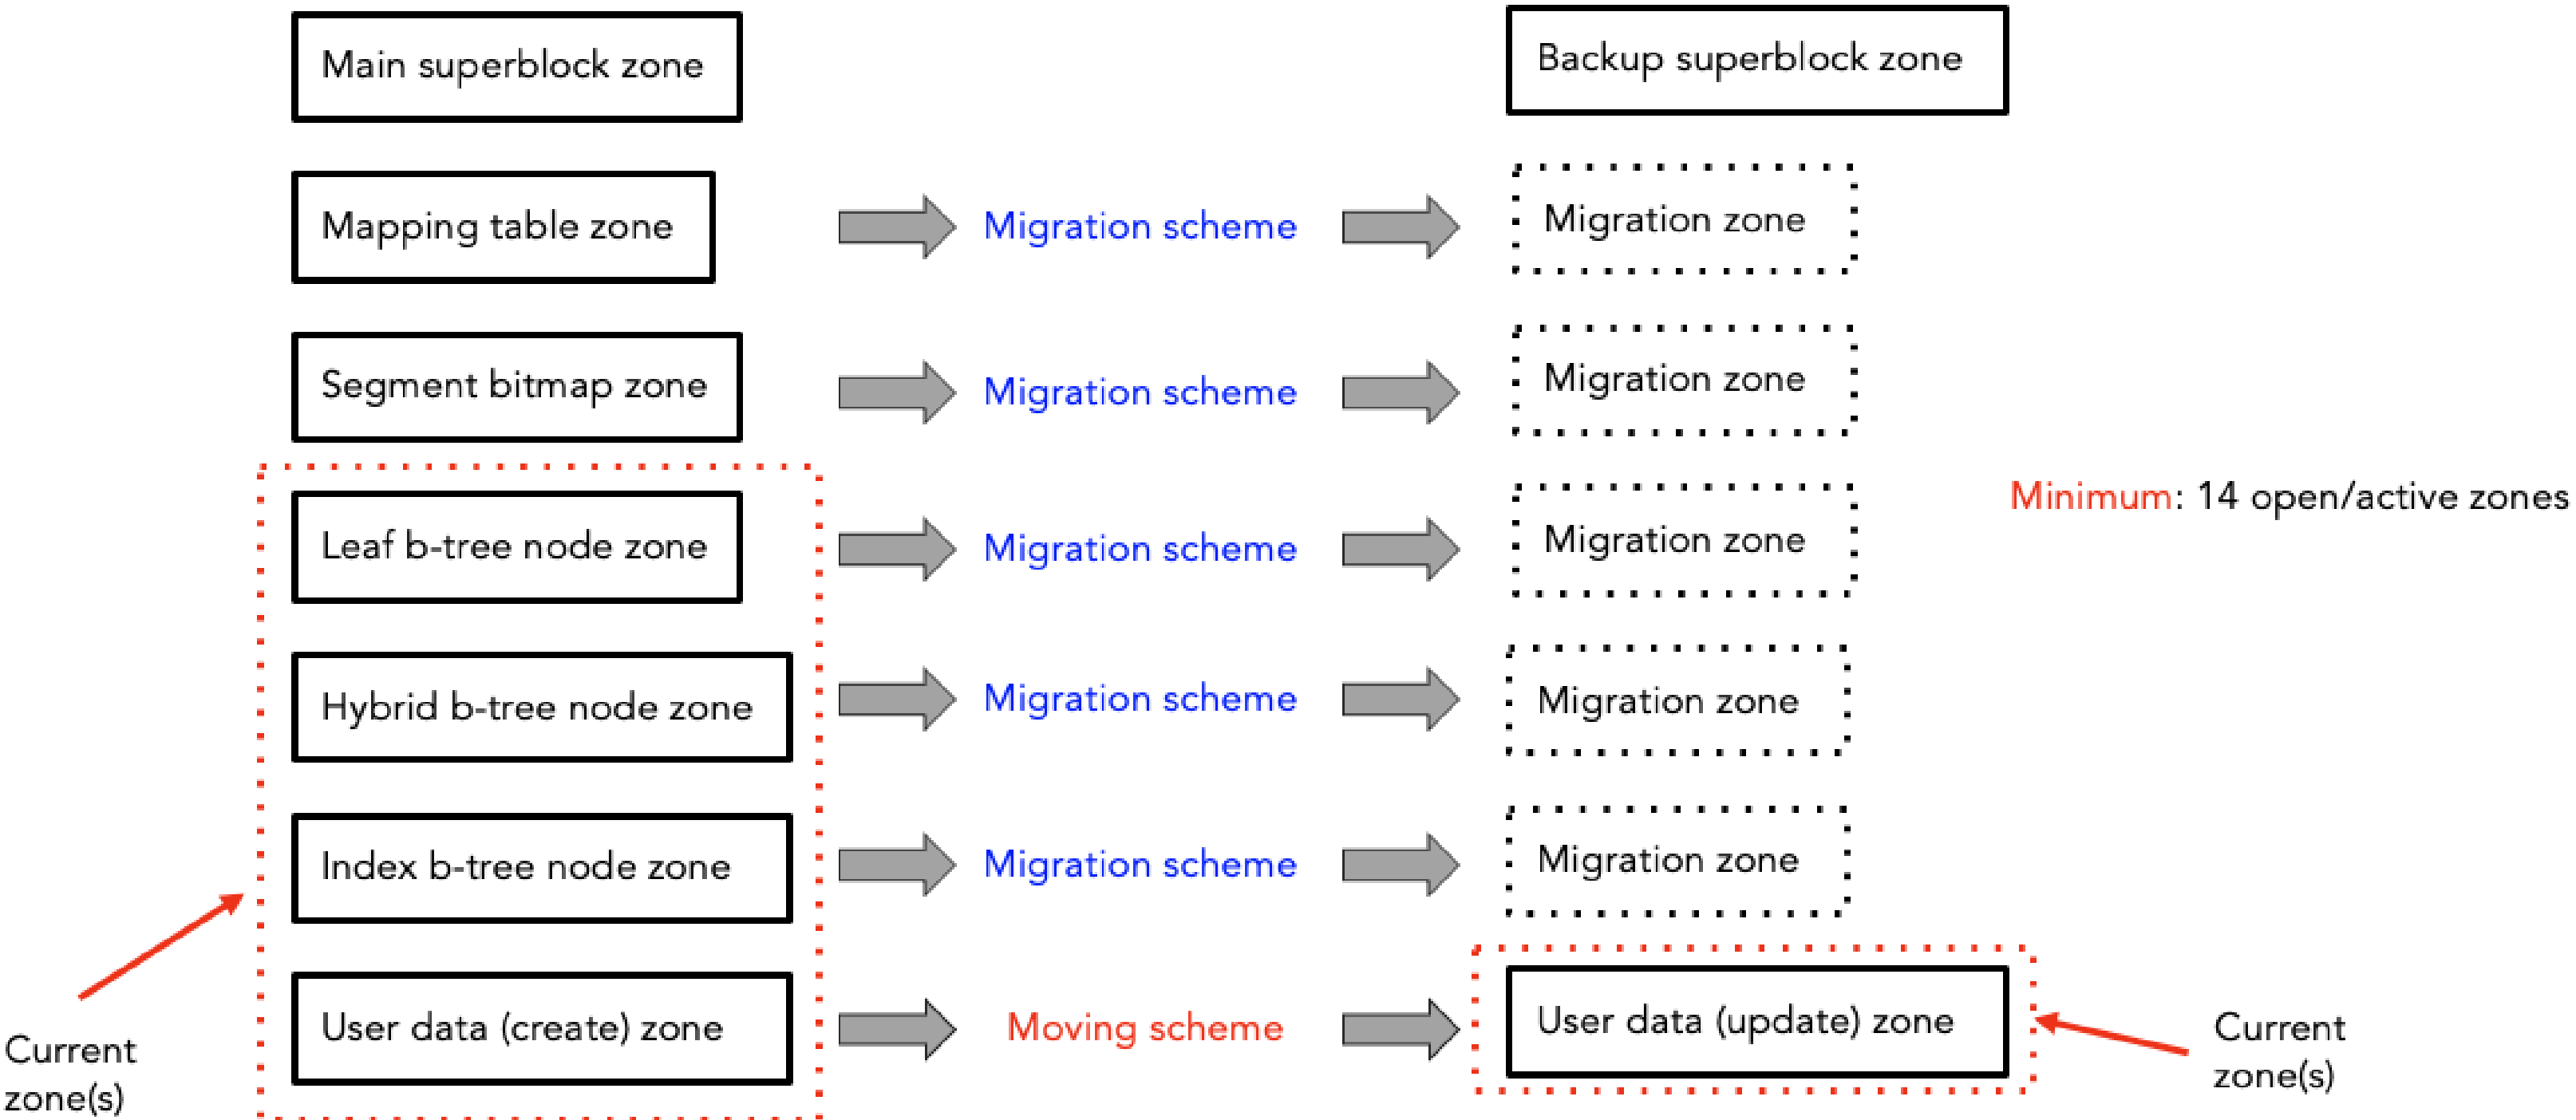 Main superblock zone
Backup superblock zone
Mapping table zone
Migration scheme
Migration zone
Segment bitmap zone
Migration scheme
Migration zone
Leaf b-tree node zone
Migration scheme
Migration zone
Minimum: 14 open/active zones
Hybrid b-tree node zone
Migration scheme
Migration zone
Index b-tree node zone
Migration scheme
Migration zone
User data (create) zone
Moving scheme
User data (update) zone
Current
zone(s)
Current
zone(s)